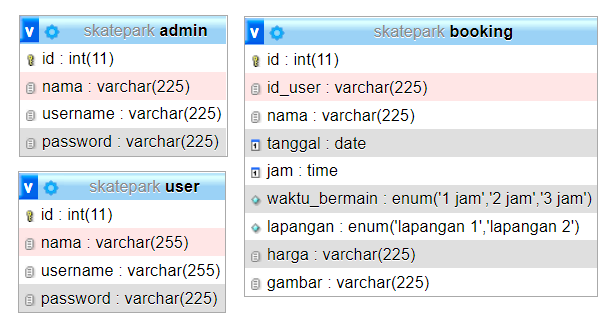 v skatepark admin
id : int(11)
nama : varchar(225)
username : varchar(225)
password : varchar(225)
v skatepark user
id : int(11)
nama : varchar(255)
username : varchar(255)
password : varchar(225)
v skatepark booking
id : int(11)
id_user : varchar(225)
nama : varchar(225)
tanggal : date
jam : time
waktu_bermain : enum('1 jam','2 jam','3 jam')
lapangan : enum('lapangan 1','lapangan 2')
harga : varchar(225)
gambar : varchar(225)